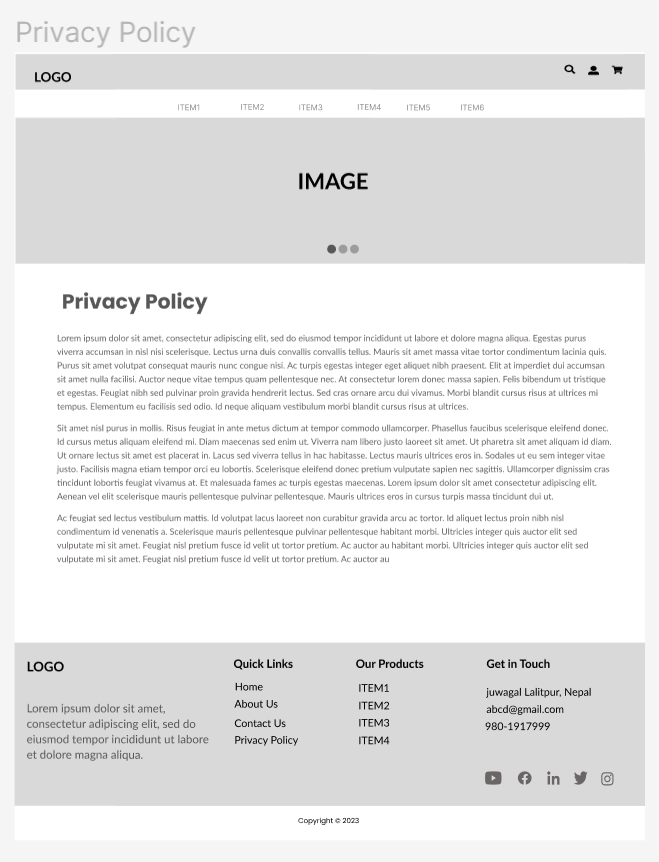 Privacy Policy
LOGO
ITEM1 ITEM2 ITEM3 ITEM4 ITEM5 ITEM6
IMAGE
Privacy Policy
Lorem ipsum dolor sit amet, consectetur adipiscing elit, sed do eiusmod tempor incididunt ut labore et dolore magna aliqua. Egestas purus
viverra accumsan in nisl nisi scelerisque. Lectus urna duis convallis convallis tellus. Mauris sit amet massa vitae tortor condimentum lacinia quis.
Purus sit amet volutpat consequat mauris nunc congue nisi. Ac turpis egestas integer eget aliquet nibh praesent. Elit at imperdiet dui accumsan
sit amet nulla facilisi. Auctor neque vitae tempus quam pellentesque nec. At consectetur lorem donec massa sapien. Felis bibendum ut tristique
et egestas. Feugiat nibh sed pulvinar proin gravida hendrerit lectus. Sed cras ornare arcu dui vivamus. Morbi blandit cursus risus at ultrices mi
tempus. Elementum eu facilisis sed odio. Id neque aliquam vestibulum morbi blandit cursus risus at ultrices.
Sit amet nisl purus in mollis. Risus feugiat in ante metus dictum at tempor commodo ullamcorper. Phasellus faucibus scelerisque eleifend donec.
Id cursus metus aliquam eleifend mi. Diam maecenas sed enim ut. Viverra nam libero justo laoreet sit amet. Ut pharetra sit amet aliquam id diam.
Ut ornare lectus sit amet est placerat in. Lacus sed viverra tellus in hac habitasse. Lectus mauris ultrices eros in. Sodales ut eu sem integer vitae
justo. Facilisis magna etiam tempor orci eu lobortis. Scelerisque eleifend donec pretium vulputate sapien nec sagittis. Ullamcorper dignissim cras
tincidunt lobortis feugiat vivamus at. Et malesuada fames ac turpis egestas maecenas. Lorem ipsum dolor sit amet consectetur adipiscing elit.
Aenean vel elit scelerisque mauris pellentesque pulvinar pellentesque. Mauris ultrices eros in cursus turpis massa tincidunt dui ut.
Ac feugiat sed lectus vestibulum mattis. Id volutpat lacus laoreet non curabitur gravida arcu ac tortor. Id aliquet lectus proin nibh nisl
condimentum id venenatis a. Scelerisque mauris pellentesque pulvinar pellentesque habitant morbi. Ultricies integer quis auctor elit sed
vulputate mi sit amet. Feugiat nisl pretium fusce id velit ut tortor pretium. Ac auctor au habitant morbi. Ultricies integer quis auctor elit sed
vulputate mi sit amet. Feugiat nisl pretium fusce id velit ut tortor pretium. Ac auctor au
LOGO
Lorem ipsum dolor sit amet,
consectetur adipiscing elit, sed do
eiusmod tempor incididunt ut labore
et dolore magna aliqua.
Quick Links
Home
About Us
Contact Us
Privacy Policy
Our Products
ITEM1
ITEM2
ITEM3
ITEM4
Get in Touch
juwagal Lalitpur, Nepal
abcd@gmail.com
980-1917999
Copyright © 2023